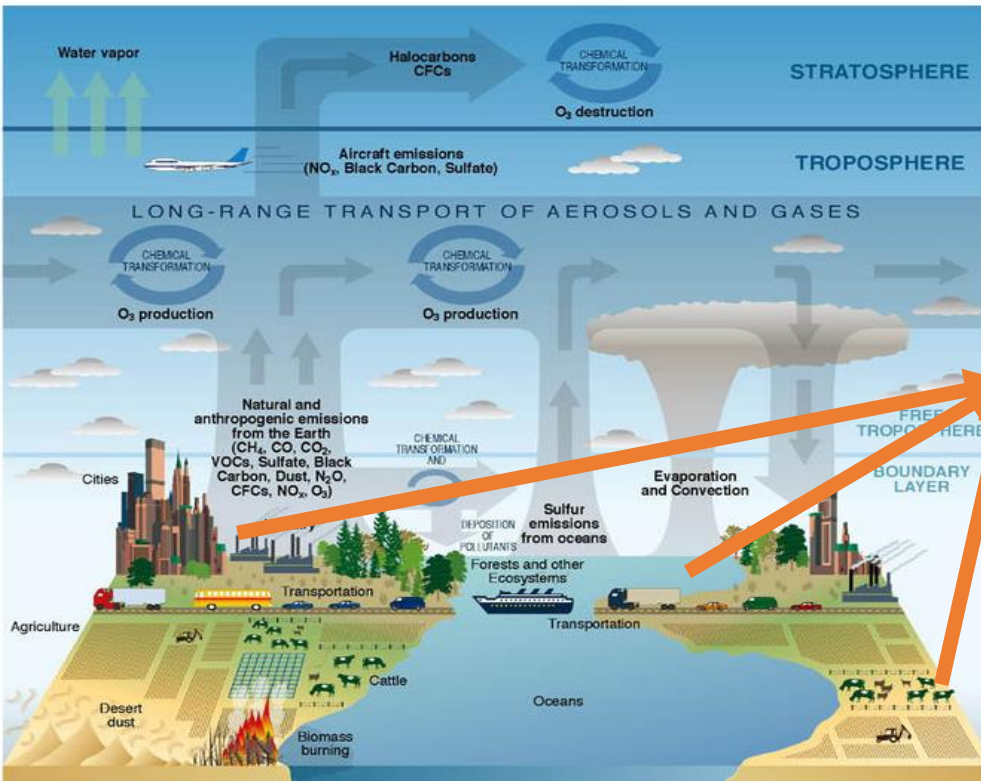 Water vapor
Halocarbons
CFCs
CHEMICAL
TRANSFORMATION
O₃ destruction
STRATOSPHERE
Aircraft emissions
(NOₓ, Black Carbon, Sulfate)
TROPOSPHERE
LONG-RANGE TRANSPORT OF AEROSOLS AND GASES
CHEMICAL
TRANSFORMATION
O₃ production
CHEMICAL
TRANSFORMATION
O₃ production
FREE
TROPOSPHERE
BOUNDARY
LAYER
Natural and
anthropogenic emissions
from the Earth
(CH₄, CO, CO₂,
VOCs, Sulfate, Black
Carbon, Dust, N₂O,
CFCs, NOₓ, O₃)
CHEMICAL
TRANSFORMATION
AND
DEPOSITION
OF
POLLUTANTS
Cities
Sulfur
emissions
from oceans
Evaporation
and Convection
Forests and other
Ecosystems
Transportation
Transportation
Agriculture
Cattle
Oceans
Desert
dust
Biomass
burning